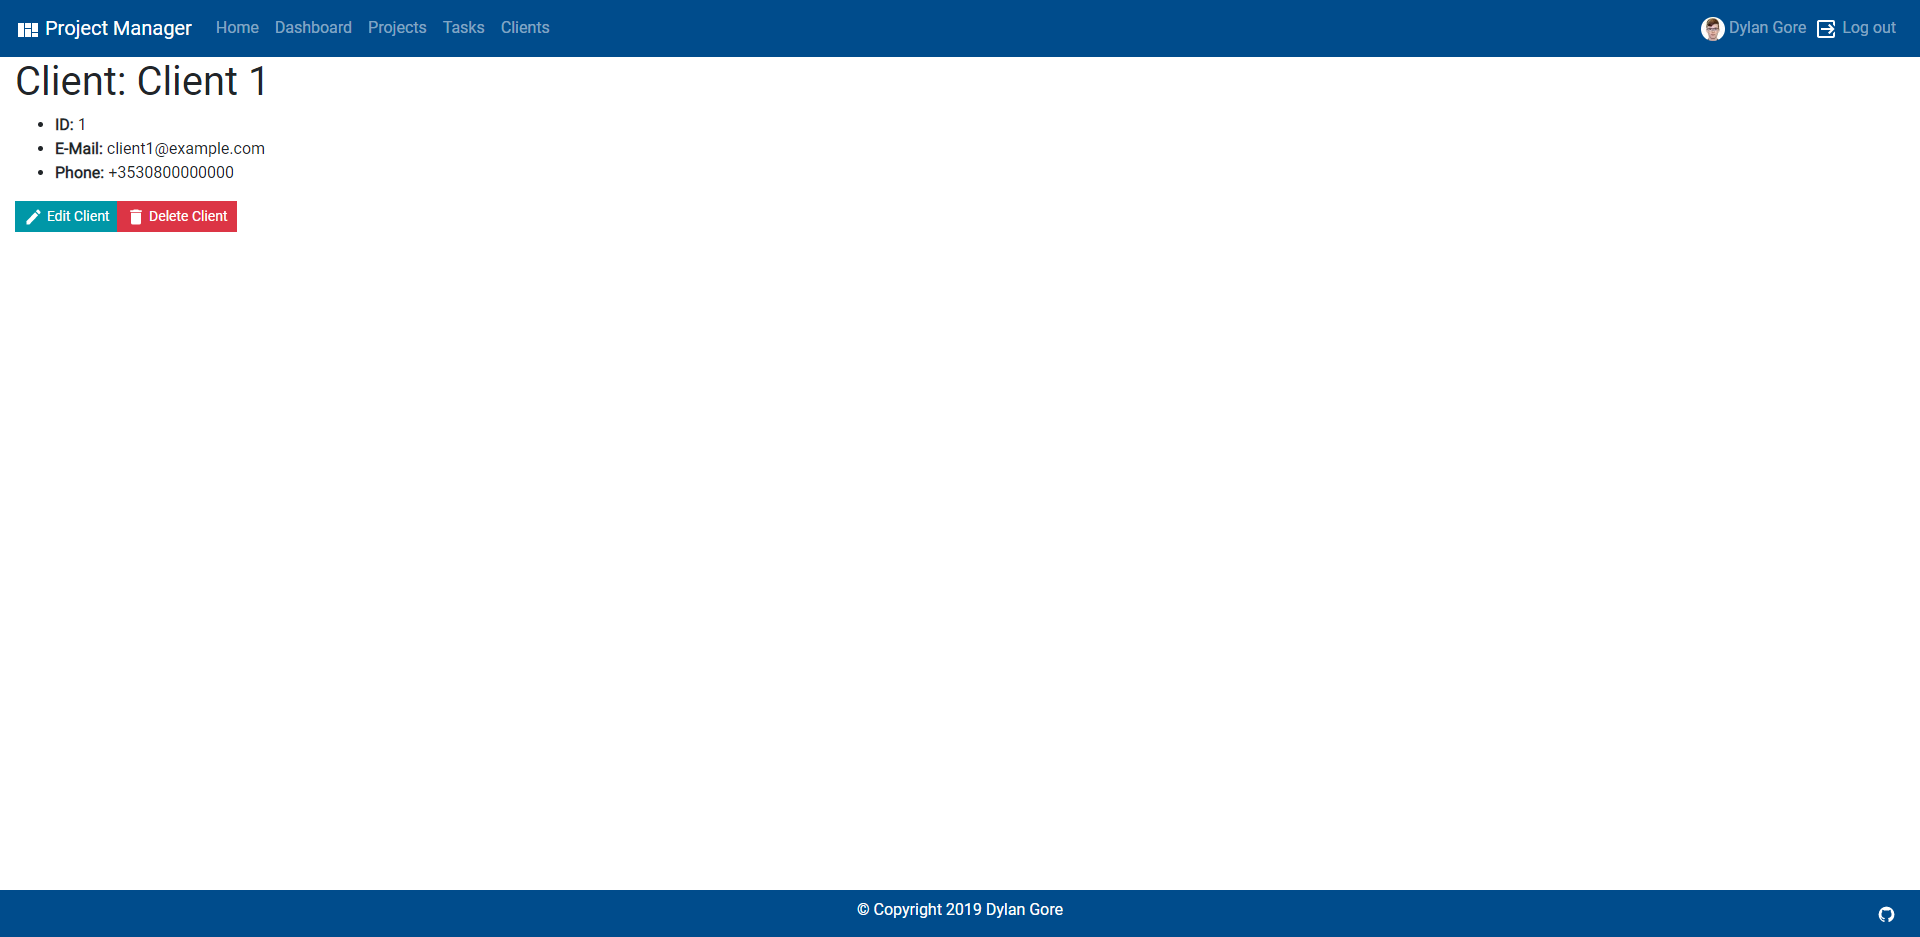 Project Manager Home Dashboard Projects Tasks Clients Dylan Gore Log out
Client: Client 1
ID: 1
E-Mail: client1@example.com
Phone: +3530800000000
Edit Client Delete Client
© Copyright 2019 Dylan Gore